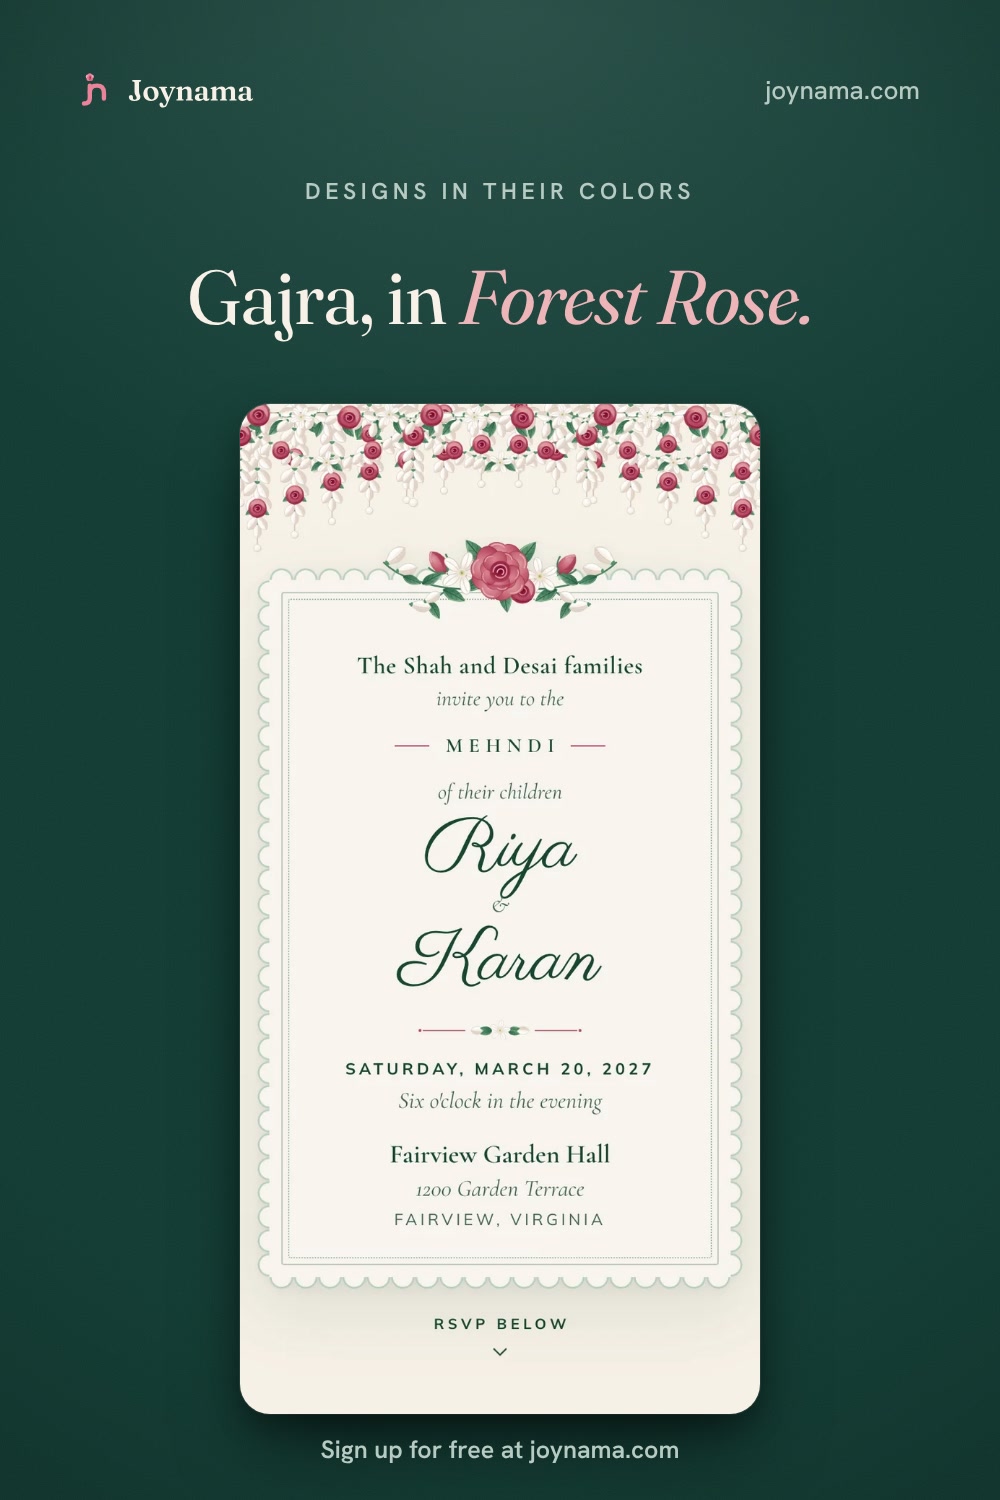 Joynama
joynama.com
DESIGNS IN THEIR COLORS
Gajra, in Forest Rose.
The Shah and Desai families
invite you to the
MEHNDI
of their children
Riya
&
Karan
SATURDAY, MARCH 20, 2027
Six o'clock in the evening
Fairview Garden Hall
1200 Garden Terrace
FAIRVIEW, VIRGINIA
RSVP BELOW
Sign up for free at joynama.com